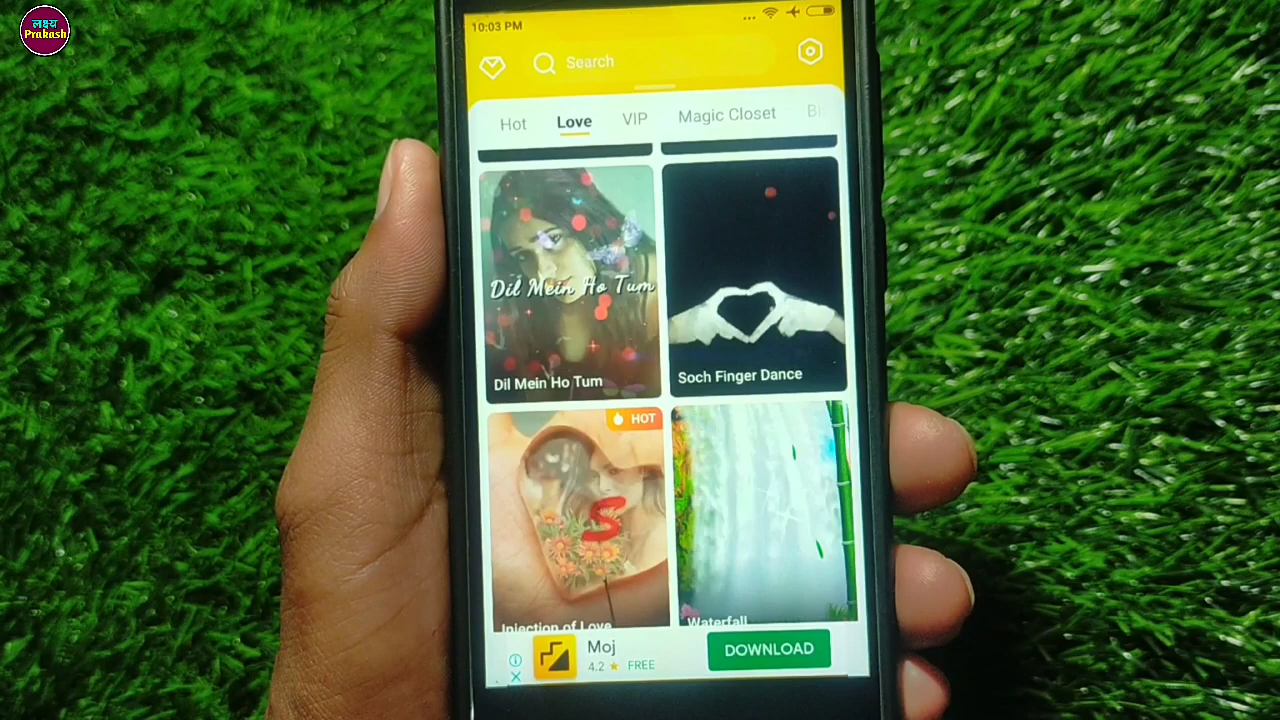 लक्ष्य
Prakash
10:03 PM
Search
Hot Love VIP Magic Closet Bi
Dil Mein Ho Tum
Dil Mein Ho Tum
Soch Finger Dance
HOT
S
Injection of Love
Waterfall
Moj
4.2 ★ FREE
DOWNLOAD